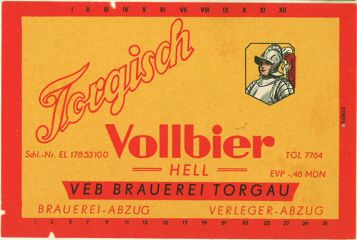 I II III IV V VI VII VIII IX X XI XII
Torgisch
Vollbier
Schl.-Nr. EL 178 53 100
TGL 7764
HELL
EVP -,48 MDN
VEB BRAUEREI TORGAU
BRAUEREI-ABZUG VERLEGER-ABZUG
1 3 5 7 9 11 13 15 17 19 21 23 25 27 29 31